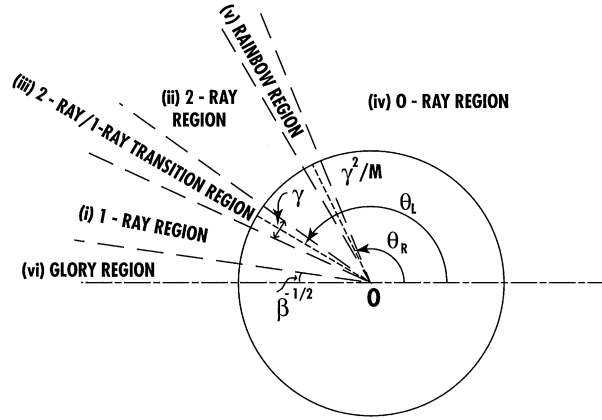 (v) RAINBOW REGION
(ii) 2 - RAY
REGION
(iv) 0 - RAY REGION
(iii) 2 - RAY/1-RAY TRANSITION REGION
γ²/M
γ
θL
θR
(i) 1 - RAY REGION
(vi) GLORY REGION
β-1/2
O